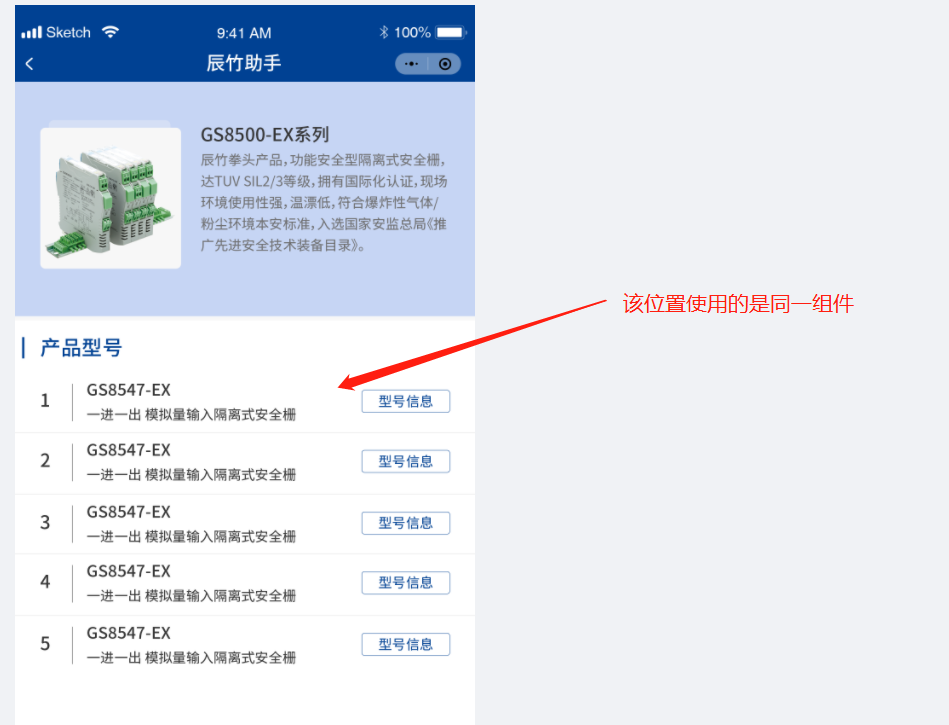 Sketch 9:41 AM 100%
辰竹助手
GS8500-EX系列
辰竹拳头产品，功能安全型隔离式安全栅，
达TUV SIL2/3等级，拥有国际化认证，现场
环境使用性强，温漂低，符合爆炸性气体/
粉尘环境本安标准，入选国家安监总局《推
广先进安全技术装备目录》。
该位置使用的是同一组件
产品型号
1 GS8547-EX
一进一出 模拟量输入隔离式安全栅
型号信息
2 GS8547-EX
一进一出 模拟量输入隔离式安全栅
型号信息
3 GS8547-EX
一进一出 模拟量输入隔离式安全栅
型号信息
4 GS8547-EX
一进一出 模拟量输入隔离式安全栅
型号信息
5 GS8547-EX
一进一出 模拟量输入隔离式安全栅
型号信息